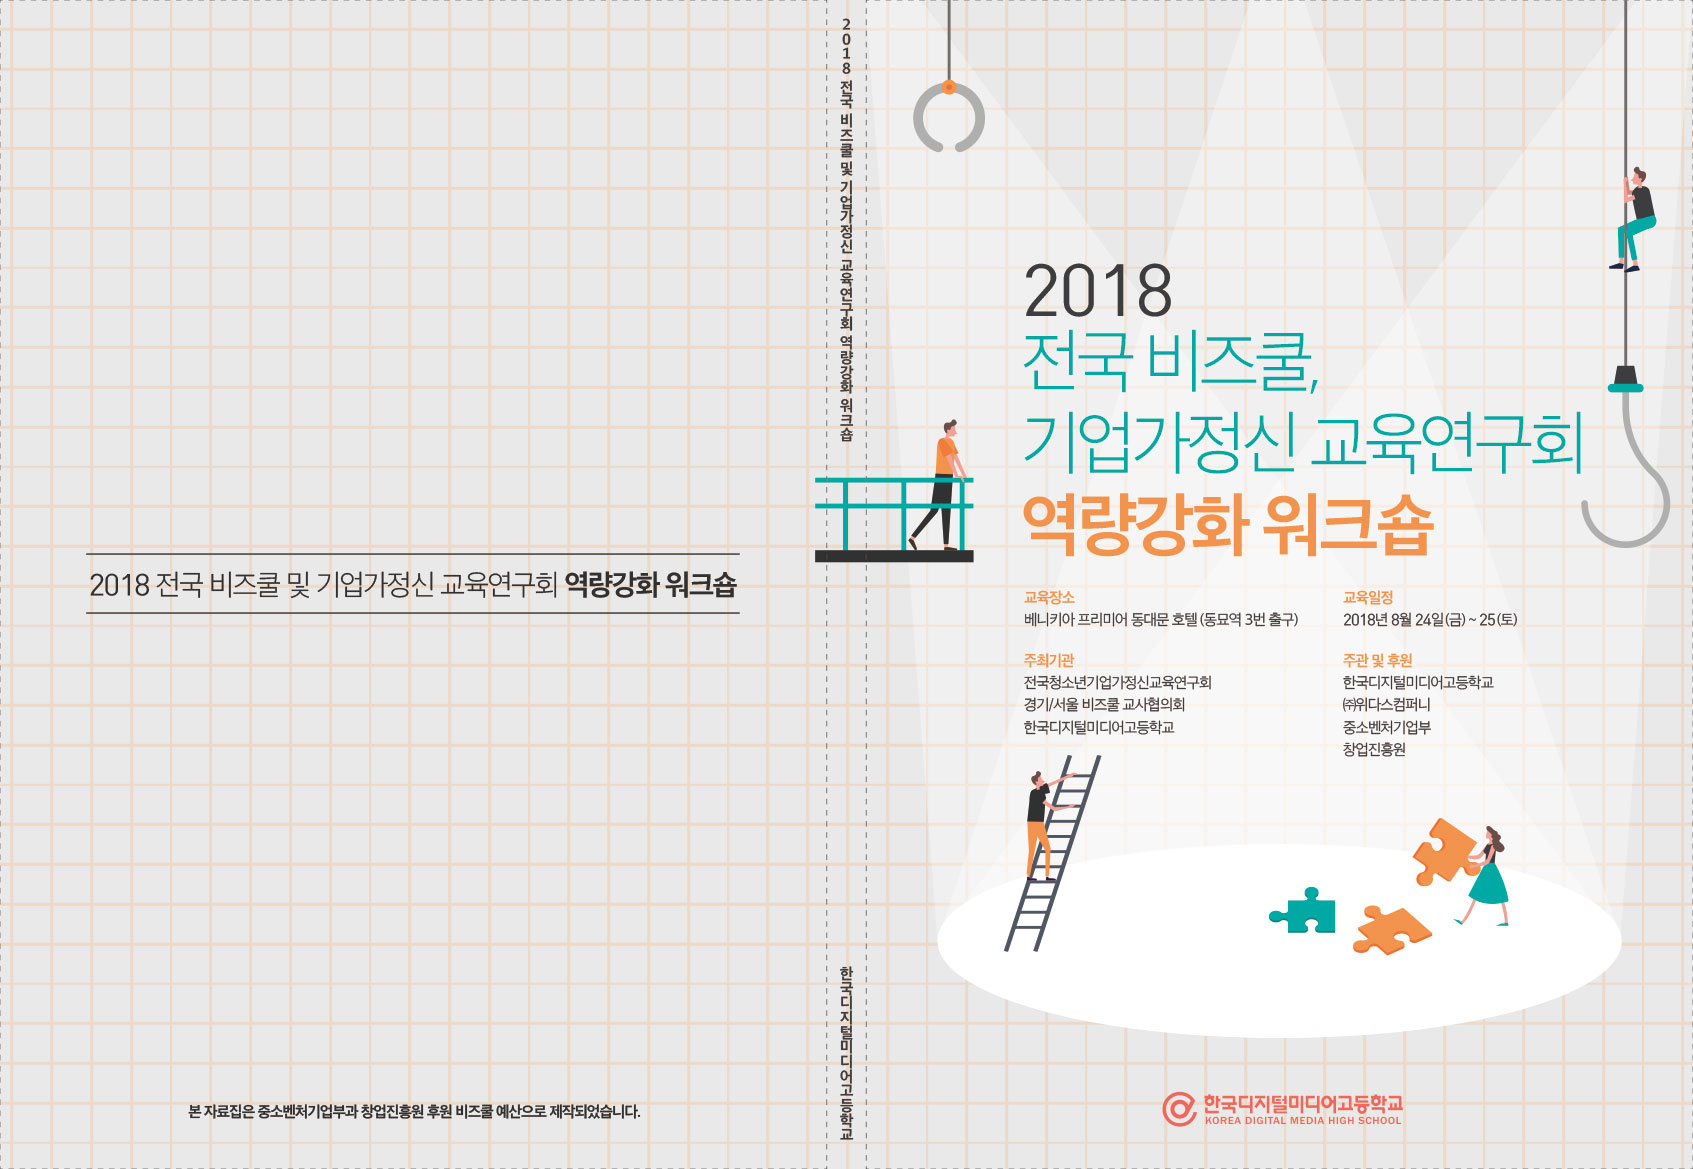 2018 전국 비즈쿨 및 기업가정신 교육연구회 역량강화 워크숍
본 자료집은 중소벤처기업부과 창업진흥원 후원 비즈쿨 예산으로 제작되었습니다.
2018 전국 비즈쿨 및 기업가정신 교육연구회 역량강화 워크숍
한국디지털미디어고등학교
2018
전국 비즈쿨,
기업가정신 교육연구회
역량강화 워크숍
교육장소
베니키아 프리미어 동대문 호텔 (동묘역 3번 출구)
교육일정
2018년 8월 24일(금) ~ 25(토)
주최기관
전국청소년기업가정신교육연구회
경기/서울 비즈쿨 교사협의회
한국디지털미디어고등학교
주관 및 후원
한국디지털미디어고등학교
㈜위다스컴퍼니
중소벤처기업부
창업진흥원
한국디지털미디어고등학교
KOREA DIGITAL MEDIA HIGH SCHOOL